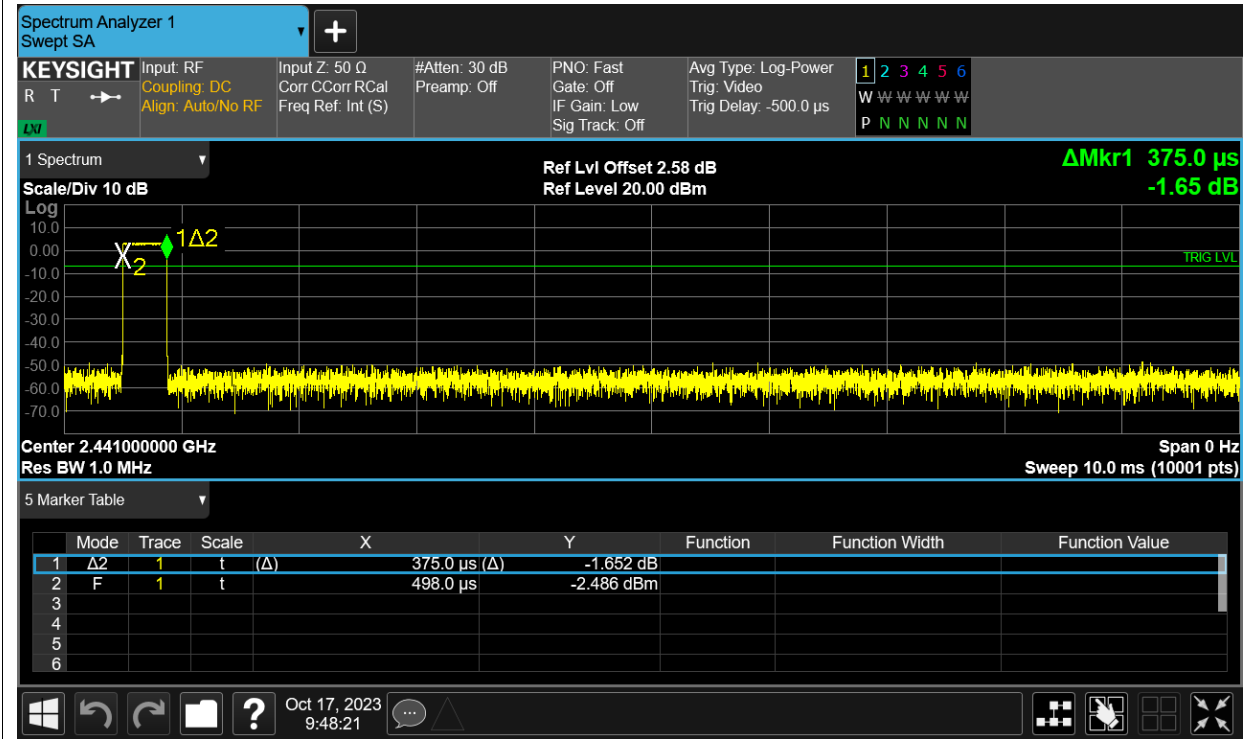 Spectrum Analyzer 1
Swept SA
+
KEYSIGHT Input: RF Input Z: 50 Ω #Atten: 30 dB PNO: Fast Avg Type: Log-Power 1 2 3 4 5 6
R T Coupling: DC Corr CCorr RCal Preamp: Off Gate: Off Trig: Video W W W W W W
Align: Auto/No RF Freq Ref: Int (S) IF Gain: Low Trig Delay: -500.0 µs
LXI Sig Track: Off P N N N N N
1 Spectrum Ref Lvl Offset 2.58 dB ΔMkr1 375.0 µs
Scale/Div 10 dB Ref Level 20.00 dBm -1.65 dB
Log
10.0
1Δ2
0.00
X2
TRIG LVL
-10.0
-20.0
-30.0
-40.0
-50.0
-60.0
-70.0
Center 2.441000000 GHz Span 0 Hz
Res BW 1.0 MHz Sweep 10.0 ms (10001 pts)
5 Marker Table
Mode Trace Scale X Y Function Function Width Function Value
1 Δ2 1 t (Δ) 375.0 µs (Δ) -1.652 dB
2 F 1 t 498.0 µs -2.486 dBm
3
4
5
6
? Oct 17, 2023
9:48:21